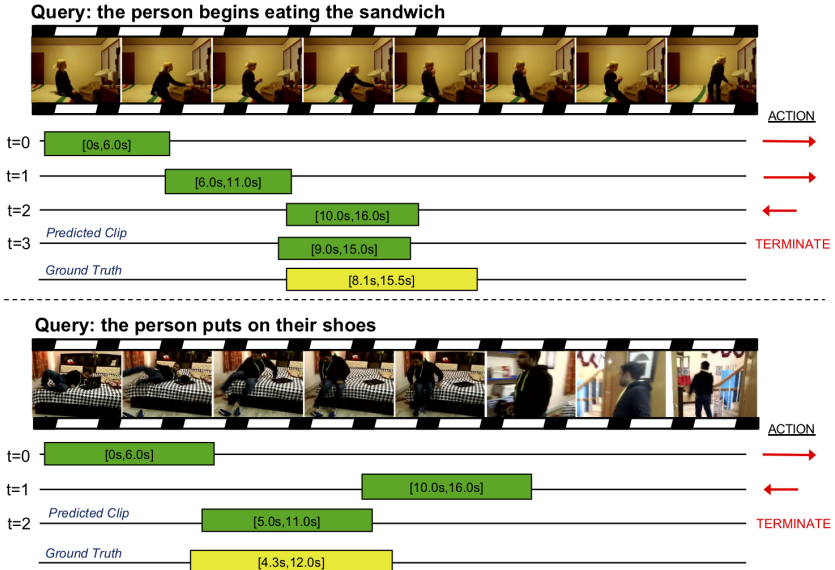 Query: the person begins eating the sandwich
ACTION
t=0 [0s,6.0s]
t=1 [6.0s,11.0s]
t=2 [10.0s,16.0s]
Predicted Clip
t=3 [9.0s,15.0s] TERMINATE
Ground Truth
[8.1s,15.5s]
Query: the person puts on their shoes
ACTION
t=0 [0s,6.0s]
t=1 [10.0s,16.0s]
Predicted Clip
t=2 [5.0s,11.0s] TERMINATE
Ground Truth
[4.3s,12.0s]